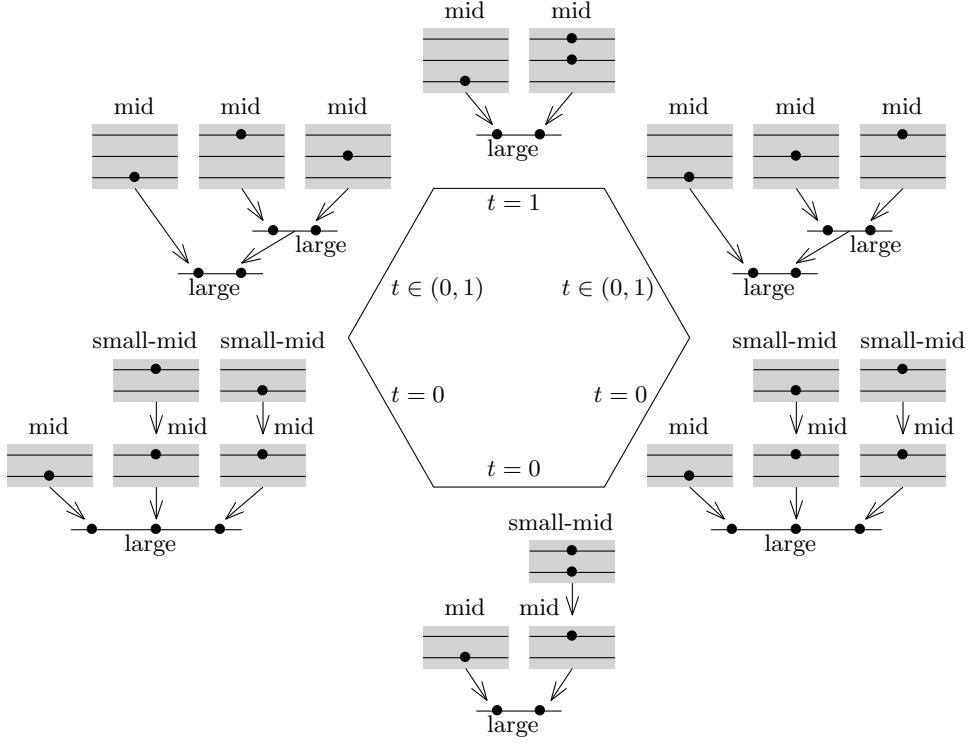 mid mid
large
mid mid mid
large
large
mid mid mid
large
large
t = 1
t ∈ (0, 1) t ∈ (0, 1)
t = 0 t = 0
t = 0
small-mid small-mid
mid mid mid
large
small-mid small-mid
mid mid mid
large
small-mid
mid mid
large